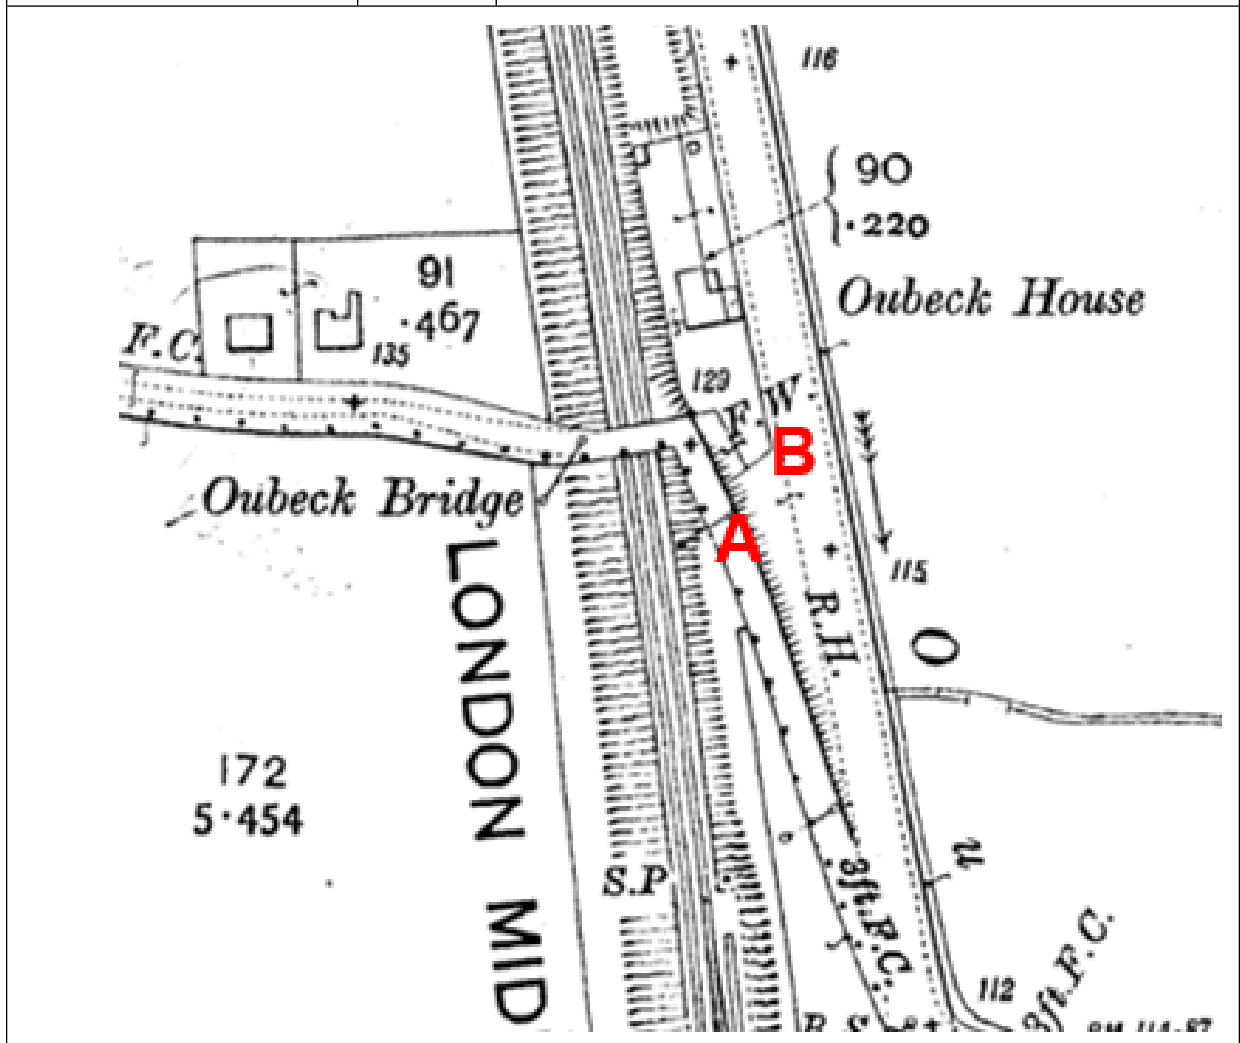 116
90
.220
Oubeck House
91
.467
F.C.
135
129
F. W
B
Oubeck Bridge
A
115
LONDON MID
R.H.
O
172
5.454
S.P
u
3ft.F.C.
112
3ft.F.C.